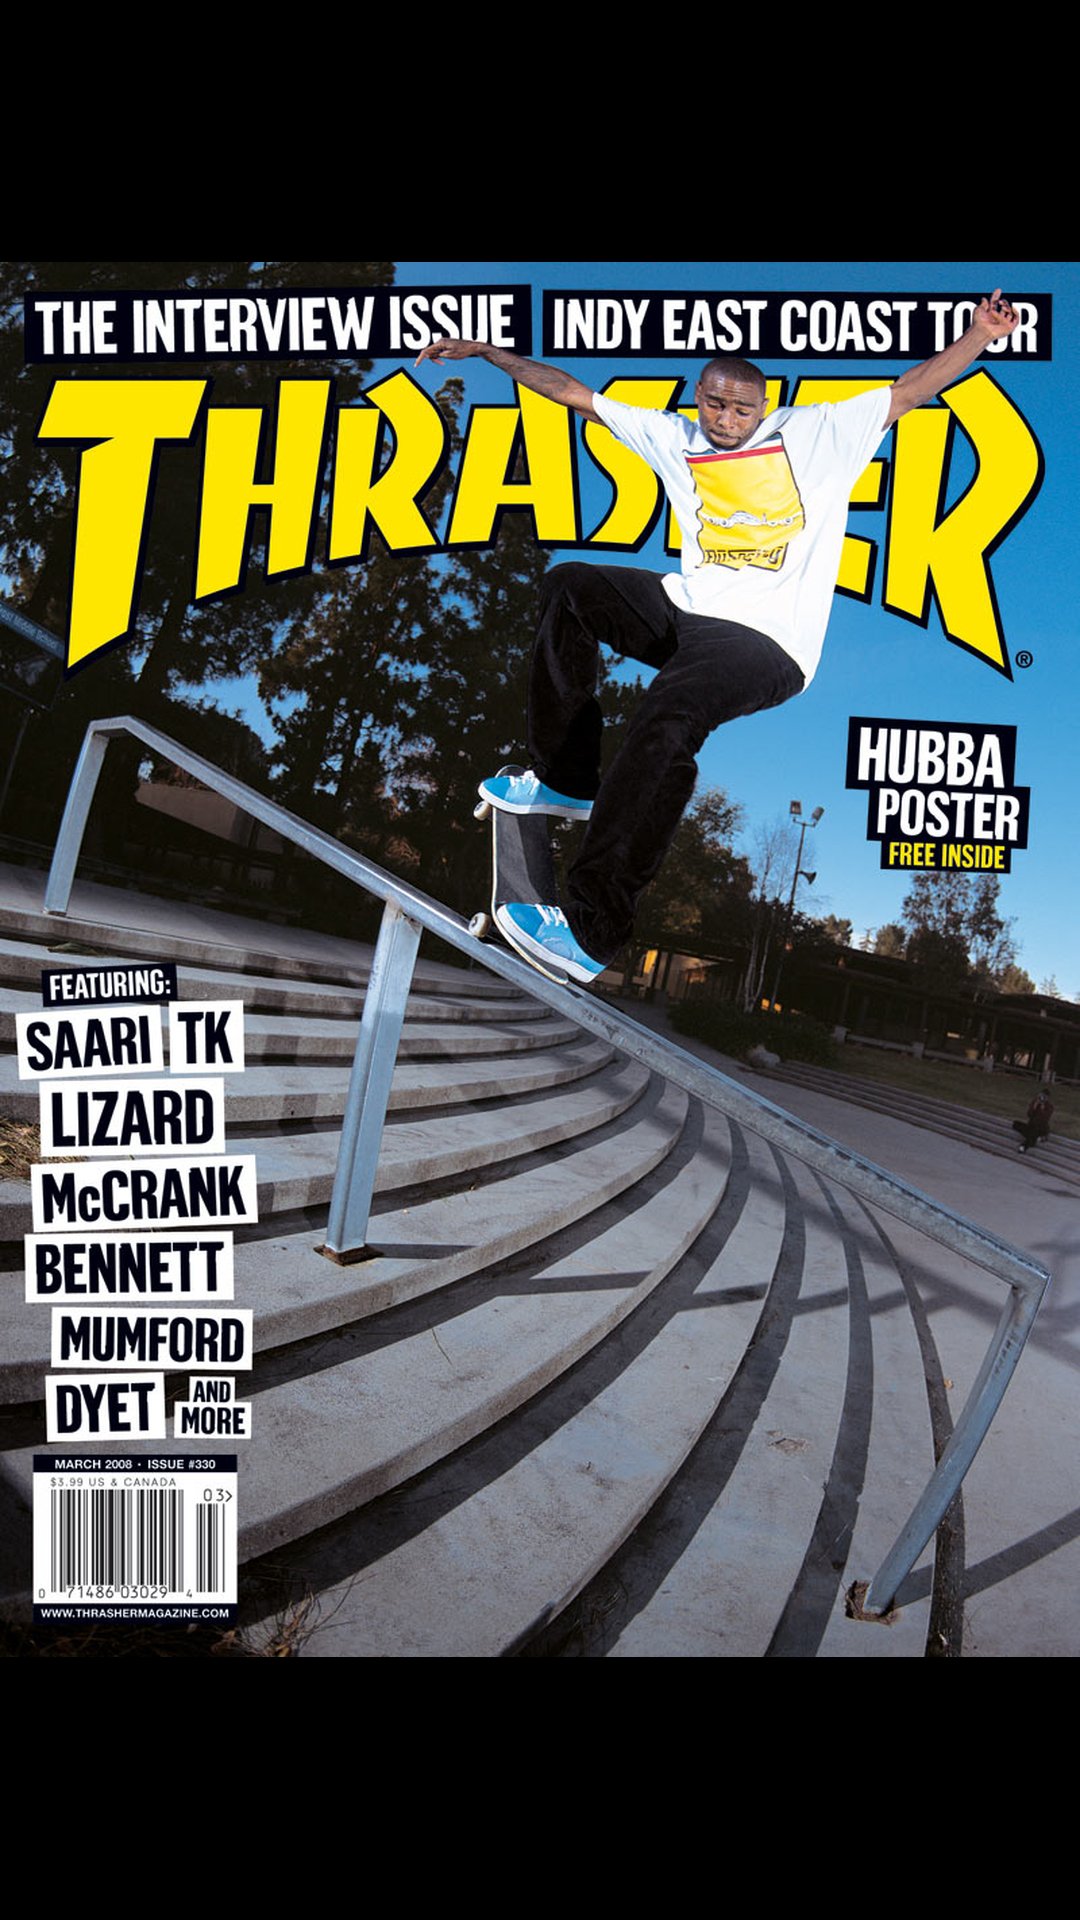 THE INTERVIEW ISSUE
INDY EAST COAST TOUR
THRASHER
®
HUBBA
POSTER
FREE INSIDE
FEATURING:
SAARI TK
LIZARD
McCRANK
BENNETT
MUMFORD
DYET AND MORE
MARCH 2008 • ISSUE #330
$3.99 US & CANADA
03>
0 71486 03029 4
WWW.THRASHERMAGAZINE.COM